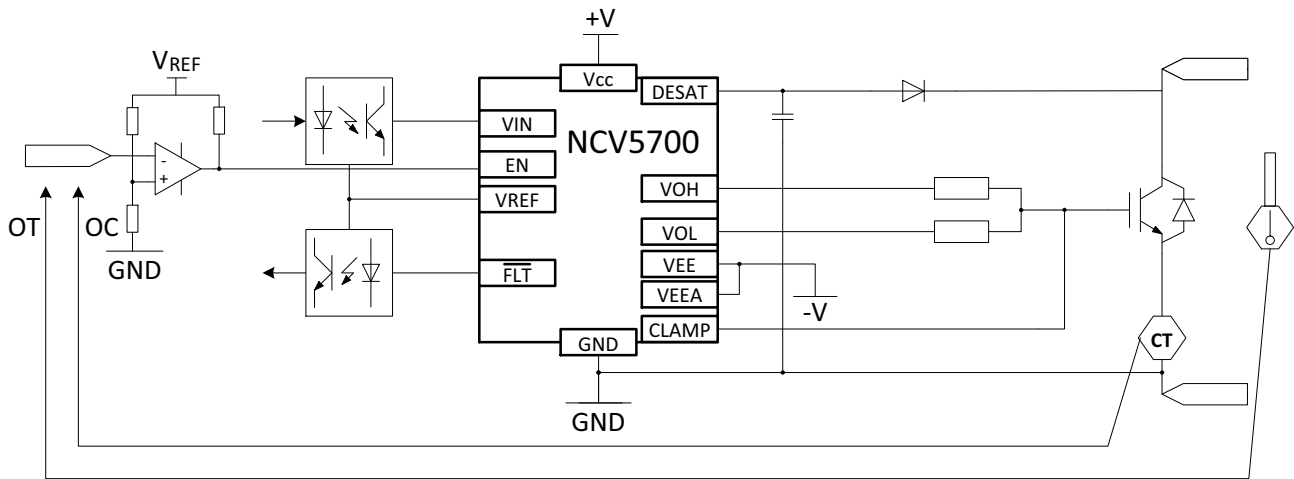 +V
VREF
Vcc
DESAT
VIN
NCV5700
EN
VOH
VREF
OT
OC
VOL
GND
VEE
FLT
VEEA
-V
CLAMP
GND
CT
GND
-
+